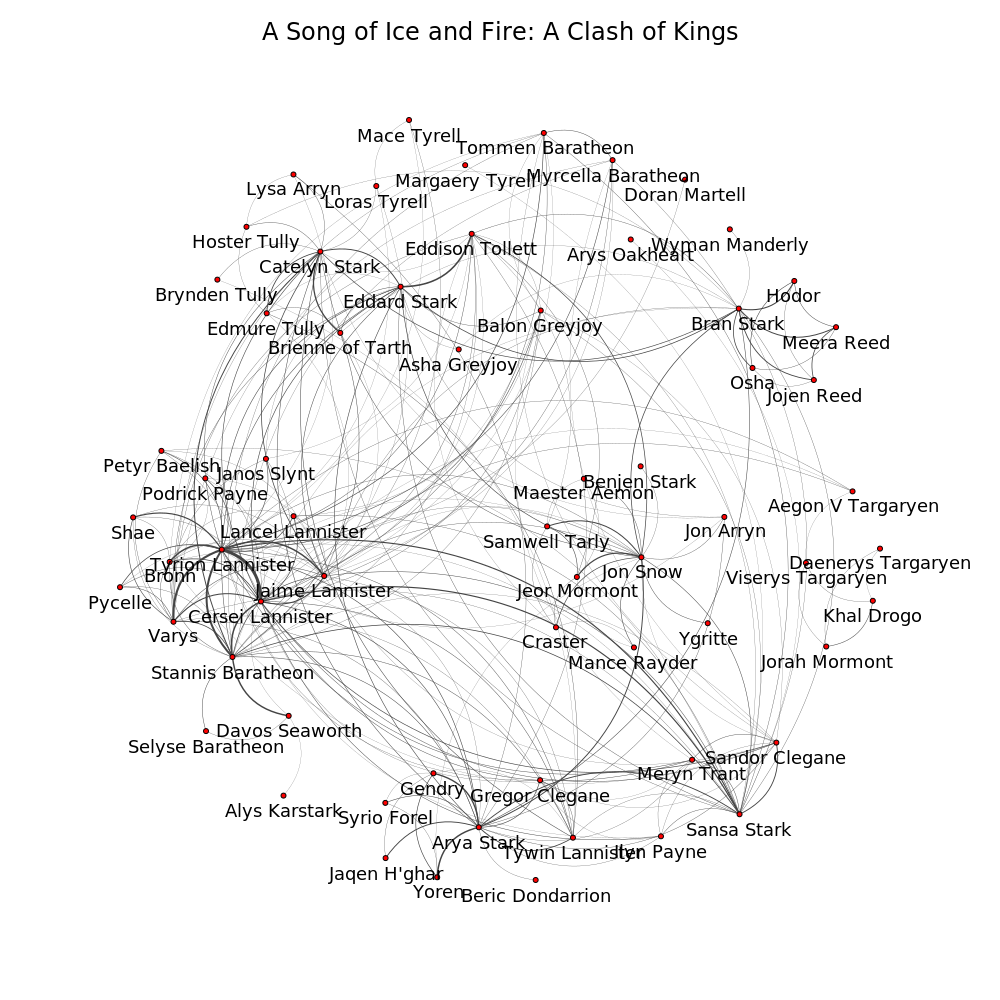 A Song of Ice and Fire: A Clash of Kings
Mace Tyrell
Tommen Baratheon
Myrcella Baratheon
Margaery Tyrell
Lysa Arryn
Doran Martell
Loras Tyrell
Hoster Tully
Eddison Tollett
Wyman Manderly
Arys Oakheart
Catelyn Stark
Brynden Tully
Hodor
Eddard Stark
Bran Stark
Balon Greyjoy
Edmure Tully
Meera Reed
Brienne of Tarth
Asha Greyjoy
Osha
Jojen Reed
Petyr Baelish
Janos Slynt
Benjen Stark
Podrick Payne
Maester Aemon
Aegon V Targaryen
Shae
Lancel Lannister
Jon Arryn
Samwell Tarly
Daenerys Targaryen
Tyrion Lannister
Jon Snow
Bronn
Viserys Targaryen
Jaime Lannister
Jeor Mormont
Pycelle
Cersei Lannister
Khal Drogo
Varys
Ygritte
Craster
Mance Rayder
Jorah Mormont
Stannis Baratheon
Davos Seaworth
Selyse Baratheon
Sandor Clegane
Meryn Trant
Gendry
Gregor Clegane
Alys Karstark
Syrio Forel
Sansa Stark
Arya Stark
Tywin Lannister
Ilyn Payne
Jaqen H'ghar
Yoren
Beric Dondarrion